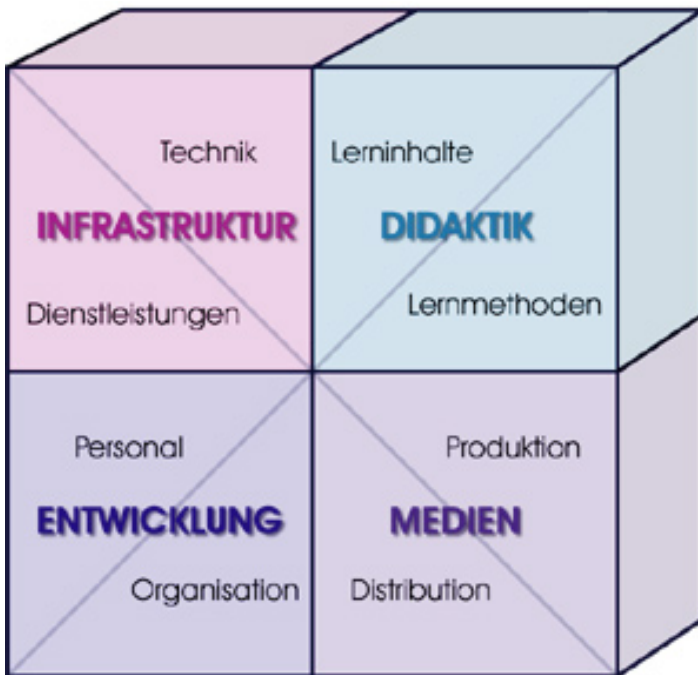 Technik
INFRASTRUKTUR
Dienstleistungen
Lerninhalte
DIDAKTIK
Lernmethoden
Personal
ENTWICKLUNG
Organisation
Produktion
MEDIEN
Distribution